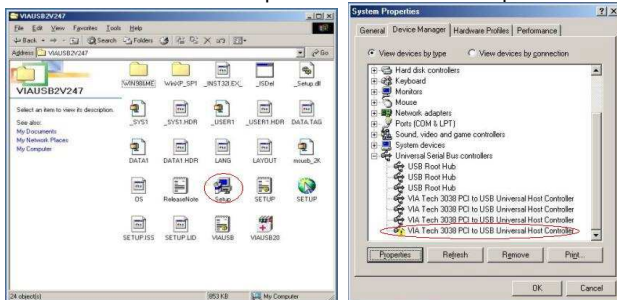 VIAUSB2V247
File Edit View Favorites Tools Help
Back Search Folders
Address VIAUSB2V247 Go
VIAUSB2V247
Select an item to view its description.
See also:
My Documents
My Network Places
My Computer
WIN98&ME WinXP_SP1 _INST32I.EX_ _ISDel _Setup.dll
_SYS1 _SYS1.HDR _USER1 _USER1.HDR DATA.TAG
DATA1 DATA1.HDR LANG LAYOUT
OS ReleaseNote Setup SETUP SETUP
SETUP.ISS SETUP.LID VIAUSB VIAUSB20
24 object(s) 853 KB My Computer
System Properties
General Device Manager Hardware Profiles Performance
View devices by type View devices by connection
Hard disk controllers
Keyboard
Monitors
Mouse
Network adapters
Ports (COM & LPT)
Sound, video and game controllers
System devices
Universal Serial Bus controllers
USB Root Hub
USB Root Hub
USB Root Hub
VIA Tech 3038 PCI to USB Universal Host Controller
VIA Tech 3038 PCI to USB Universal Host Controller
VIA Tech 3038 PCI to USB Universal Host Controller
VIA Tech 3038 PCI to USB Universal Host Controller
Properties Refresh Remove Print...
OK Cancel